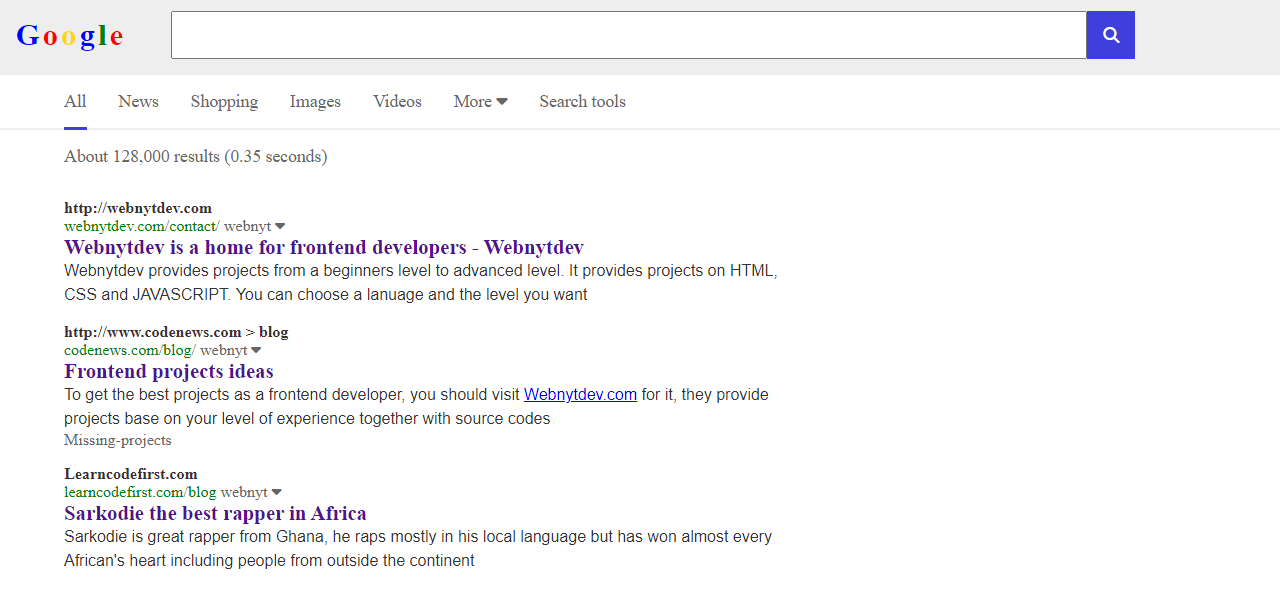 Google
All News Shopping Images Videos More Search tools
About 128,000 results (0.35 seconds)
http://webnytdev.com
webnytdev.com/contact/ webnyt
Webnytdev is a home for frontend developers - Webnytdev
Webnytdev provides projects from a beginners level to advanced level. It provides projects on HTML,
CSS and JAVASCRIPT. You can choose a lanuage and the level you want
http://www.codenews.com > blog
codenews.com/blog/ webnyt
Frontend projects ideas
To get the best projects as a frontend developer, you should visit Webnytdev.com for it, they provide
projects base on your level of experience together with source codes
Missing-projects
Learncodefirst.com
learncodefirst.com/blog webnyt
Sarkodie the best rapper in Africa
Sarkodie is great rapper from Ghana, he raps mostly in his local language but has won almost every
African's heart including people from outside the continent